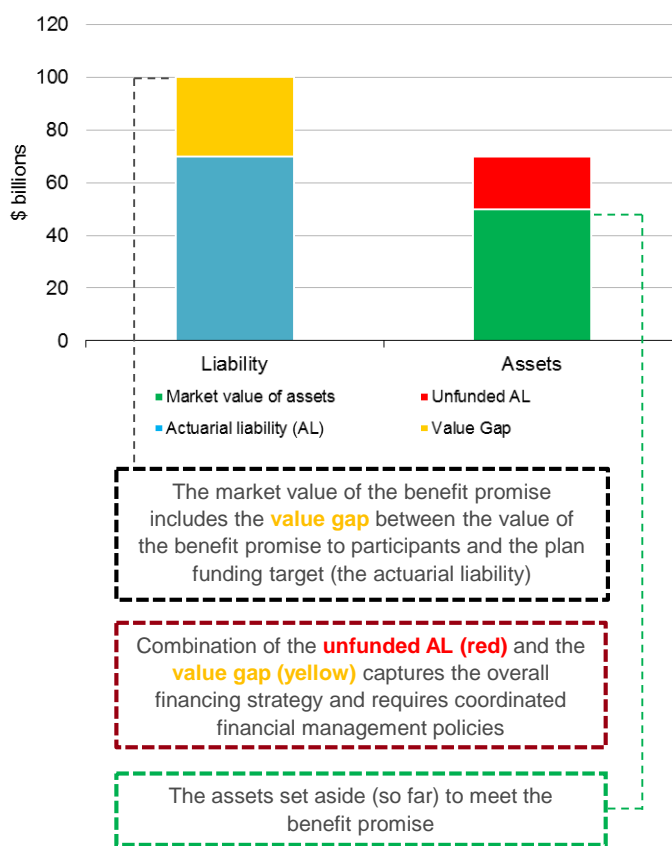 120
100
80
60
40
20
0
$ billions
Liability
Assets
Market value of assets
Unfunded AL
Actuarial liability (AL)
Value Gap
The market value of the benefit promise
includes the value gap between the value of
the benefit promise to participants and the plan
funding target (the actuarial liability)
Combination of the unfunded AL (red) and the
value gap (yellow) captures the overall
financing strategy and requires coordinated
financial management policies
The assets set aside (so far) to meet the
benefit promise